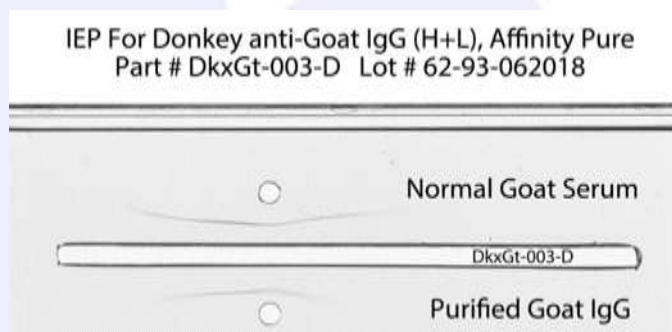 IEP For Donkey anti-Goat IgG (H+L), Affinity Pure
Part # DkxGt-003-D Lot # 62-93-062018
Normal Goat Serum
DkxGt-003-D
Purified Goat IgG